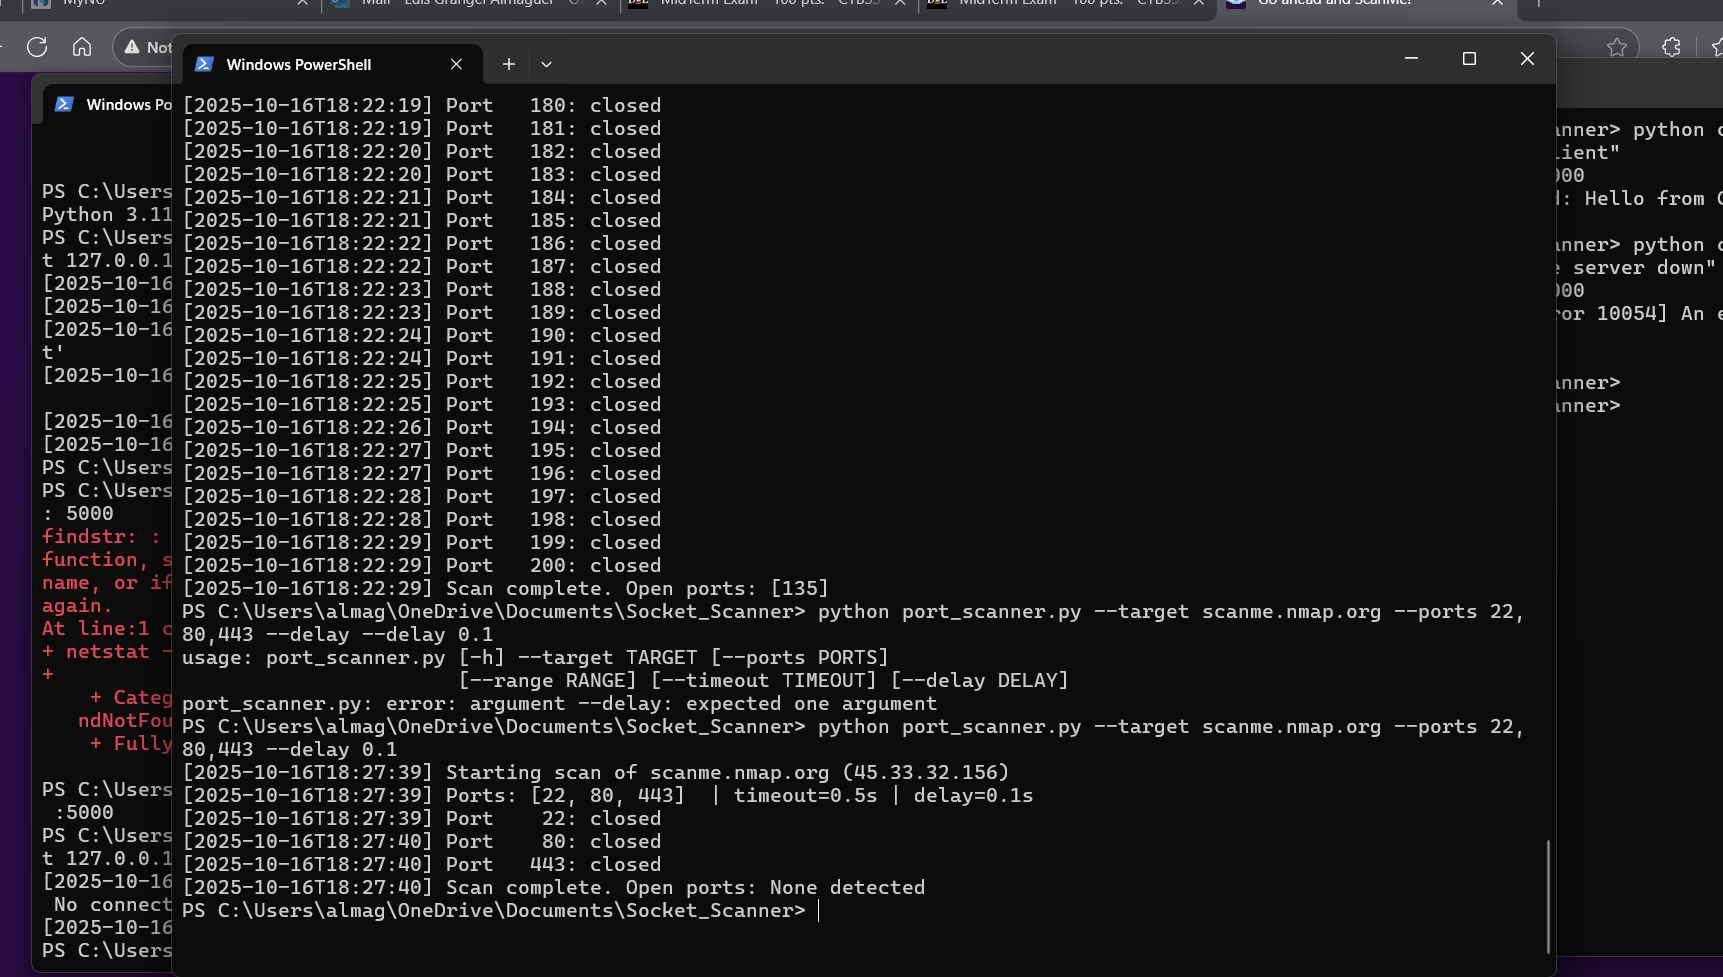 MyNU
Mail - Luis Granger Almaguer - O
MidTerm Exam - 100 pts. - CYB53
MidTerm Exam - 100 pts. - CYB53
Go ahead and ScanMe!
Not
Windows Po
PS C:\Users
Python 3.11
PS C:\Users
t 127.0.0.1
[2025-10-16
[2025-10-16
[2025-10-16
t'
[2025-10-16
[2025-10-16
[2025-10-16
PS C:\Users
PS C:\Users
: 5000
findstr: :
function, s
name, or if
again.
At line:1 c
+ netstat -
+
+ Categ
ndNotFou
+ Fully
PS C:\Users
:5000
PS C:\Users
t 127.0.0.1
[2025-10-16
No connect
[2025-10-16
PS C:\Users
Windows PowerShell
[2025-10-16T18:22:19] Port   180: closed
[2025-10-16T18:22:19] Port   181: closed
[2025-10-16T18:22:20] Port   182: closed
[2025-10-16T18:22:20] Port   183: closed
[2025-10-16T18:22:21] Port   184: closed
[2025-10-16T18:22:21] Port   185: closed
[2025-10-16T18:22:22] Port   186: closed
[2025-10-16T18:22:22] Port   187: closed
[2025-10-16T18:22:23] Port   188: closed
[2025-10-16T18:22:23] Port   189: closed
[2025-10-16T18:22:24] Port   190: closed
[2025-10-16T18:22:24] Port   191: closed
[2025-10-16T18:22:25] Port   192: closed
[2025-10-16T18:22:25] Port   193: closed
[2025-10-16T18:22:26] Port   194: closed
[2025-10-16T18:22:27] Port   195: closed
[2025-10-16T18:22:27] Port   196: closed
[2025-10-16T18:22:28] Port   197: closed
[2025-10-16T18:22:28] Port   198: closed
[2025-10-16T18:22:29] Port   199: closed
[2025-10-16T18:22:29] Port   200: closed
[2025-10-16T18:22:29] Scan complete. Open ports: [135]
PS C:\Users\almag\OneDrive\Documents\Socket_Scanner> python port_scanner.py --target scanme.nmap.org --ports 22,
80,443 --delay --delay 0.1
usage: port_scanner.py [-h] --target TARGET [--ports PORTS]
[--range RANGE] [--timeout TIMEOUT] [--delay DELAY]
port_scanner.py: error: argument --delay: expected one argument
PS C:\Users\almag\OneDrive\Documents\Socket_Scanner> python port_scanner.py --target scanme.nmap.org --ports 22,
80,443 --delay 0.1
[2025-10-16T18:27:39] Starting scan of scanme.nmap.org (45.33.32.156)
[2025-10-16T18:27:39] Ports: [22, 80, 443]  | timeout=0.5s | delay=0.1s
[2025-10-16T18:27:39] Port    22: closed
[2025-10-16T18:27:40] Port    80: closed
[2025-10-16T18:27:40] Port   443: closed
[2025-10-16T18:27:40] Scan complete. Open ports: None detected
PS C:\Users\almag\OneDrive\Documents\Socket_Scanner>
nner> python c
ient"
000
: Hello from C
nner> python c
server down"
000
or 10054] An e
nner>
nner>